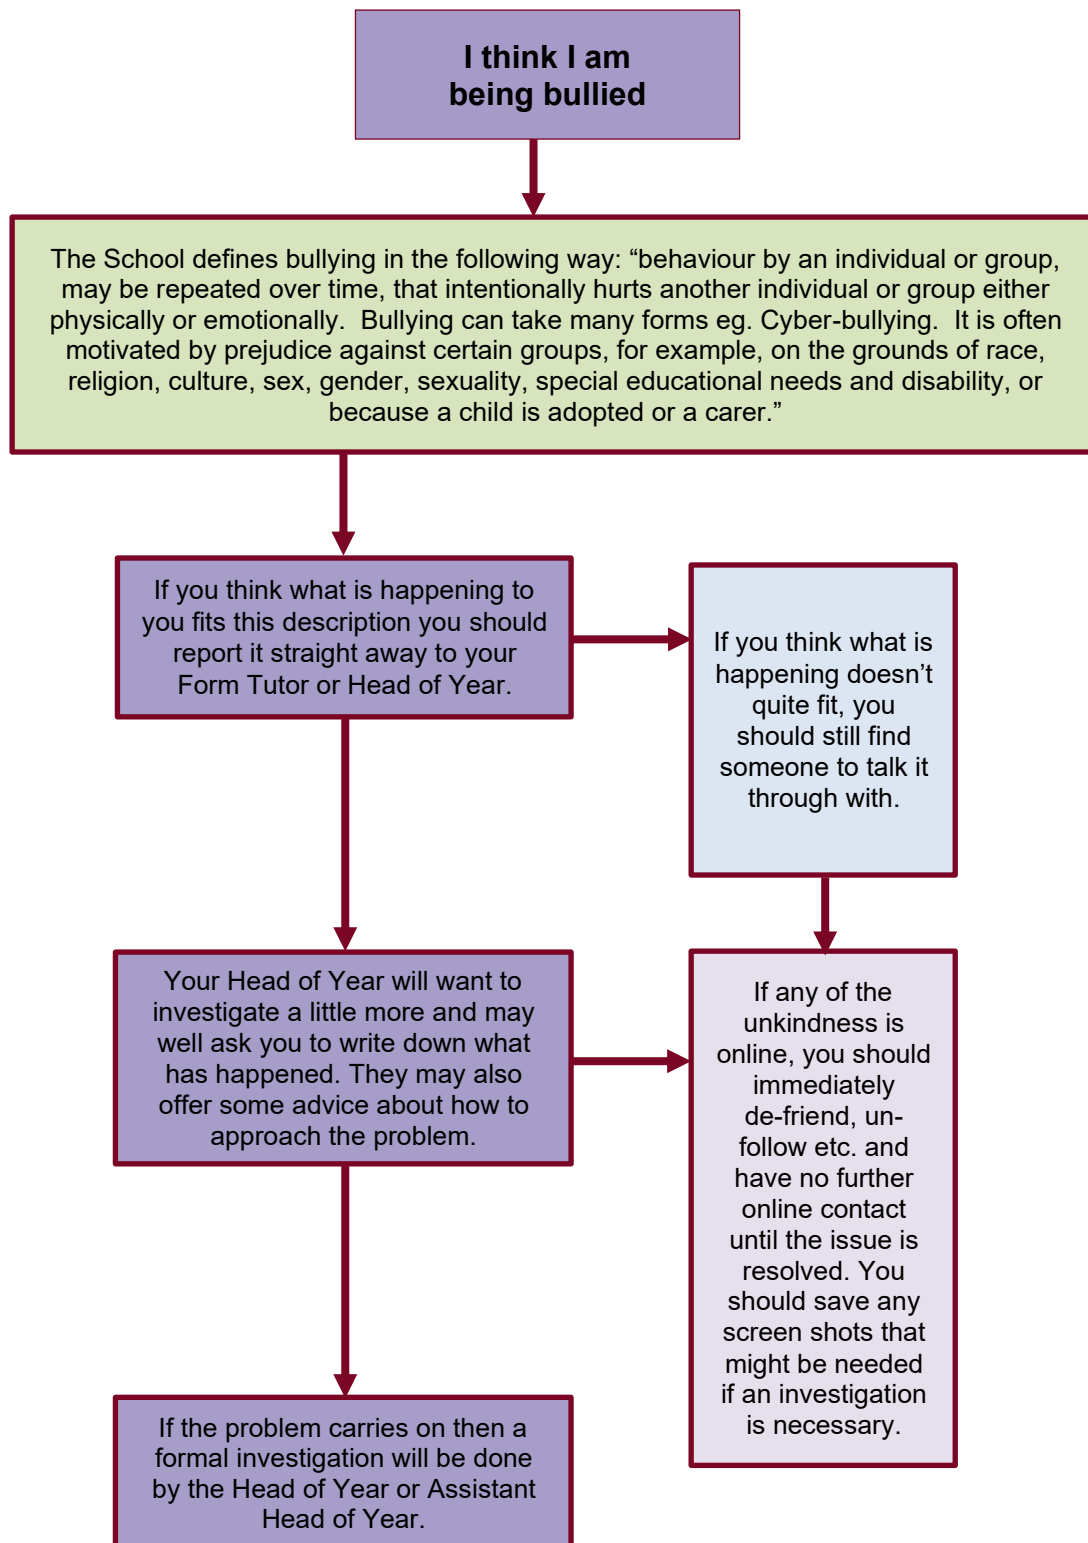 I think I am
being bullied
The School defines bullying in the following way: “behaviour by an individual or group,
may be repeated over time, that intentionally hurts another individual or group either
physically or emotionally.  Bullying can take many forms eg. Cyber-bullying.  It is often
motivated by prejudice against certain groups, for example, on the grounds of race,
religion, culture, sex, gender, sexuality, special educational needs and disability, or
because a child is adopted or a carer.”
If you think what is happening to
you fits this description you should
report it straight away to your
Form Tutor or Head of Year.
If you think what is
happening doesn’t
quite fit, you
should still find
someone to talk it
through with.
Your Head of Year will want to
investigate a little more and may
well ask you to write down what
has happened. They may also
offer some advice about how to
approach the problem.
If any of the
unkindness is
online, you should
immediately
de-friend, un-
follow etc. and
have no further
online contact
until the issue is
resolved. You
should save any
screen shots that
might be needed
if an investigation
is necessary.
If the problem carries on then a
formal investigation will be done
by the Head of Year or Assistant
Head of Year.